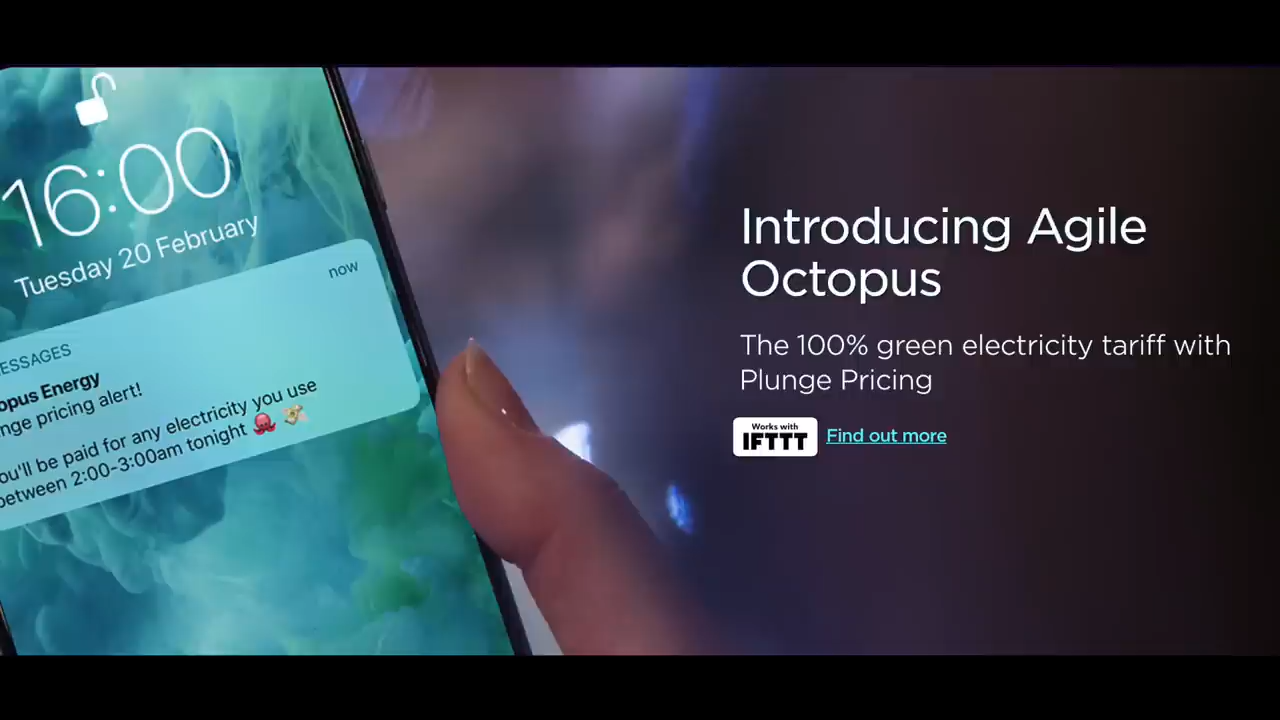 16:00
Tuesday 20 February
now
ESSAGES
opus Energy
nge pricing alert!
ou'll be paid for any electricity you use
between 2:00-3:00am tonight 🐙 💸
Introducing Agile
Octopus
The 100% green electricity tariff with
Plunge Pricing
Works with
IFTTT
Find out more